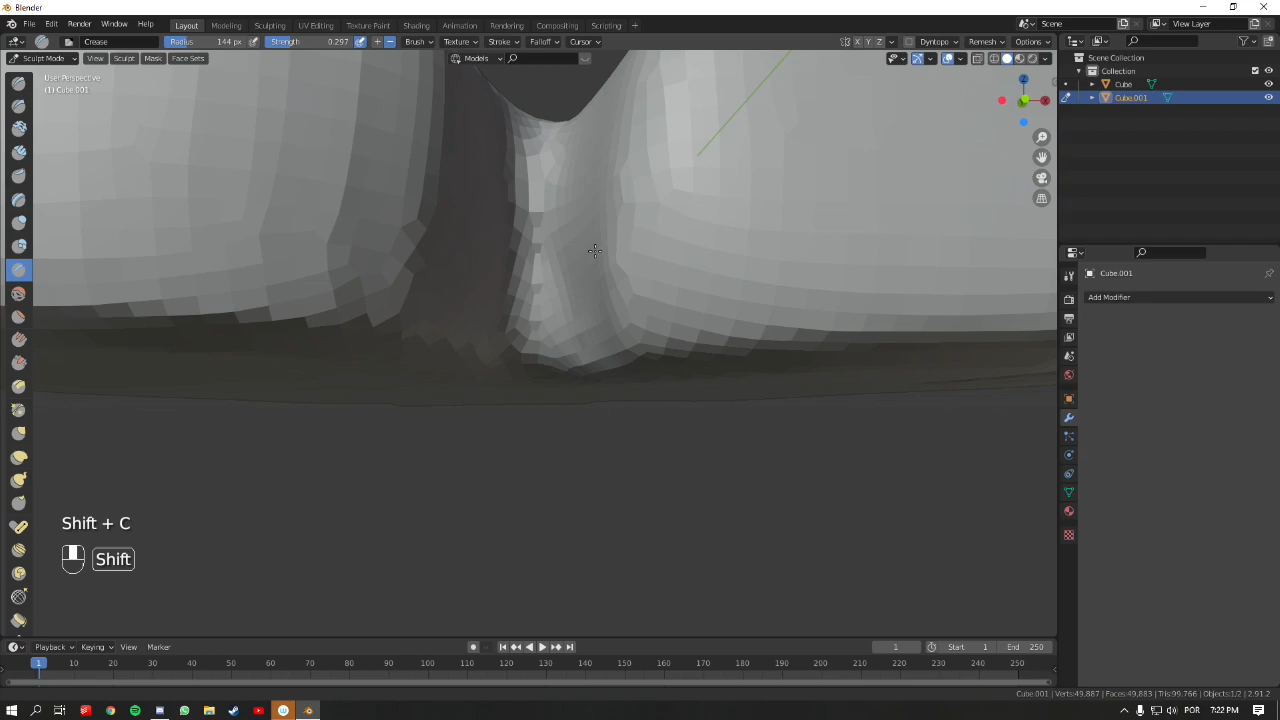 Blender
File Edit Render Window Help
Layout Modeling Sculpting UV Editing Texture Paint Shading Animation Rendering Compositing Scripting +
Scene
View Layer
Crease
Radius 144 px
Strength 0.297
Brush Texture Stroke Falloff Cursor
X Y Z
Dyntopo Remesh Options
Sculpt Mode View Sculpt Mask Face Sets
Models
User Perspective
(1) Cube.001
Z
X
Scene Collection
Collection
Cube
Cube.001
Cube.001
Add Modifier
Shift + C
Shift
Playback Keying View Marker
1
Start 1
End 250
1 10 20 30 40 50 60 70 80 90 100 110 120 130 140 150 160 170 180 190 200 210 220 230 240 250
Cube.001 | Verts:49,887 | Faces:49,883 | Tris:99,766 | Objects:1/2 | 2.91.2
POR
7:22 PM